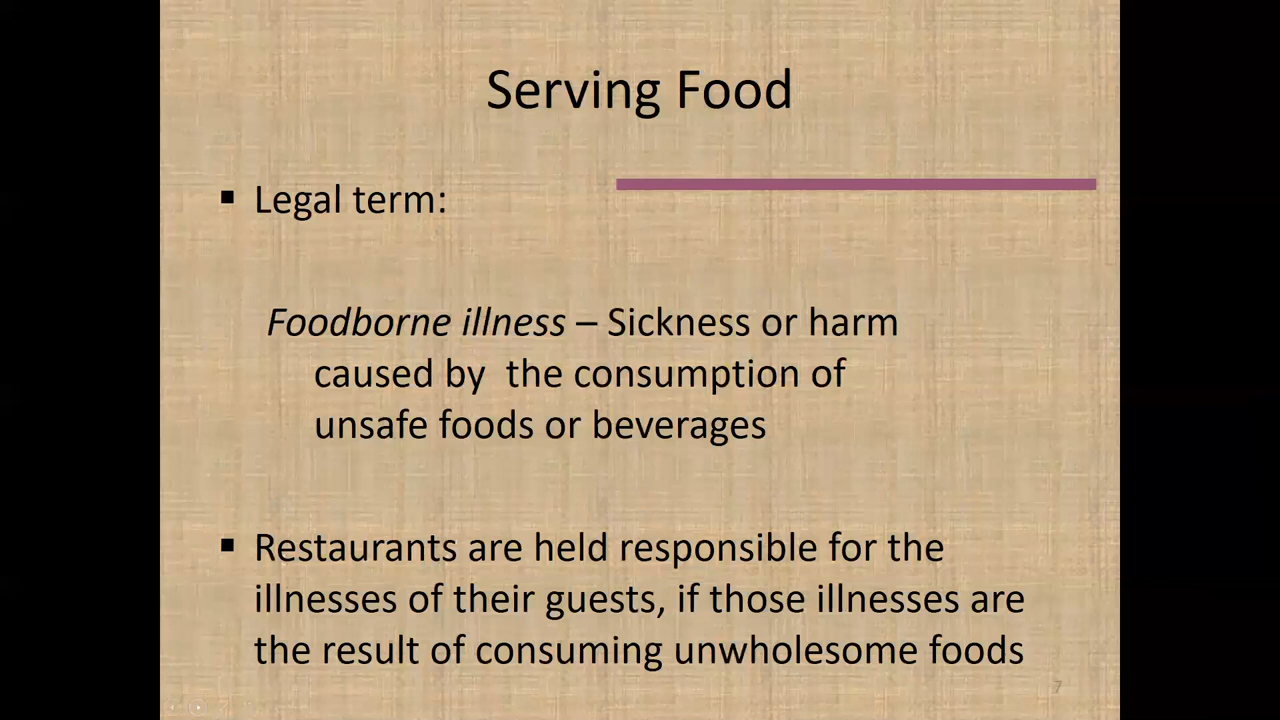 Serving Food
▪ Legal term:
Foodborne illness – Sickness or harm
caused by  the consumption of
unsafe foods or beverages
▪ Restaurants are held responsible for the
illnesses of their guests, if those illnesses are
the result of consuming unwholesome foods
7